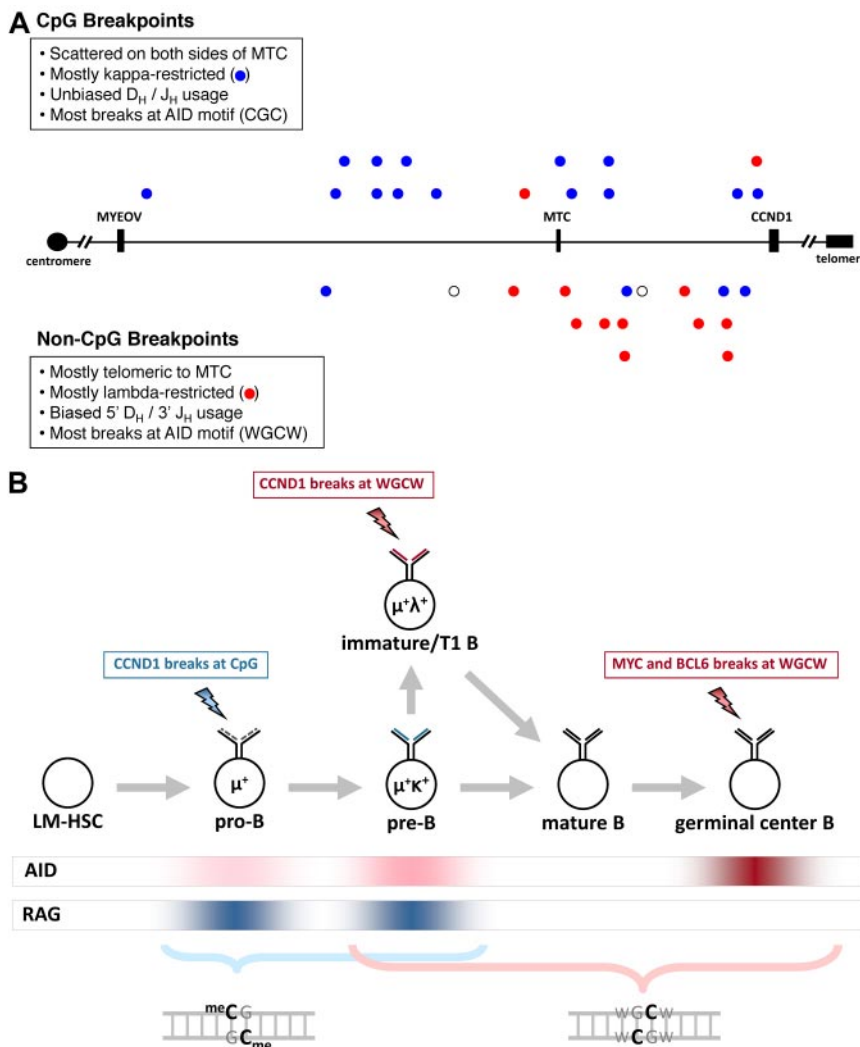 A
CpG Breakpoints
• Scattered on both sides of MTC
• Mostly kappa-restricted ( )
• Unbiased DH / JH usage
• Most breaks at AID motif (CGC)
MYEOV
MTC
CCND1
centromere
telomer
Non-CpG Breakpoints
• Mostly telomeric to MTC
• Mostly lambda-restricted ( )
• Biased 5' DH / 3' JH usage
• Most breaks at AID motif (WGCW)
B
CCND1 breaks at WGCW
μ+λ+
immature/T1 B
CCND1 breaks at CpG
MYC and BCL6 breaks at WGCW
μ+
μ+κ+
LM-HSC
pro-B
pre-B
mature B
germinal center B
AID
RAG
meCG
GCme
WGCW
WCGW